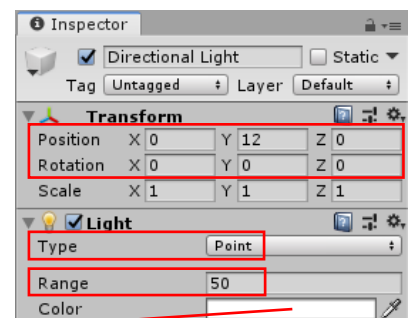 Inspector
Directional Light Static
Tag Untagged Layer Default
Transform
Position X 0 Y 12 Z 0
Rotation X 0 Y 0 Z 0
Scale X 1 Y 1 Z 1
Light
Type Point
Range 50
Color